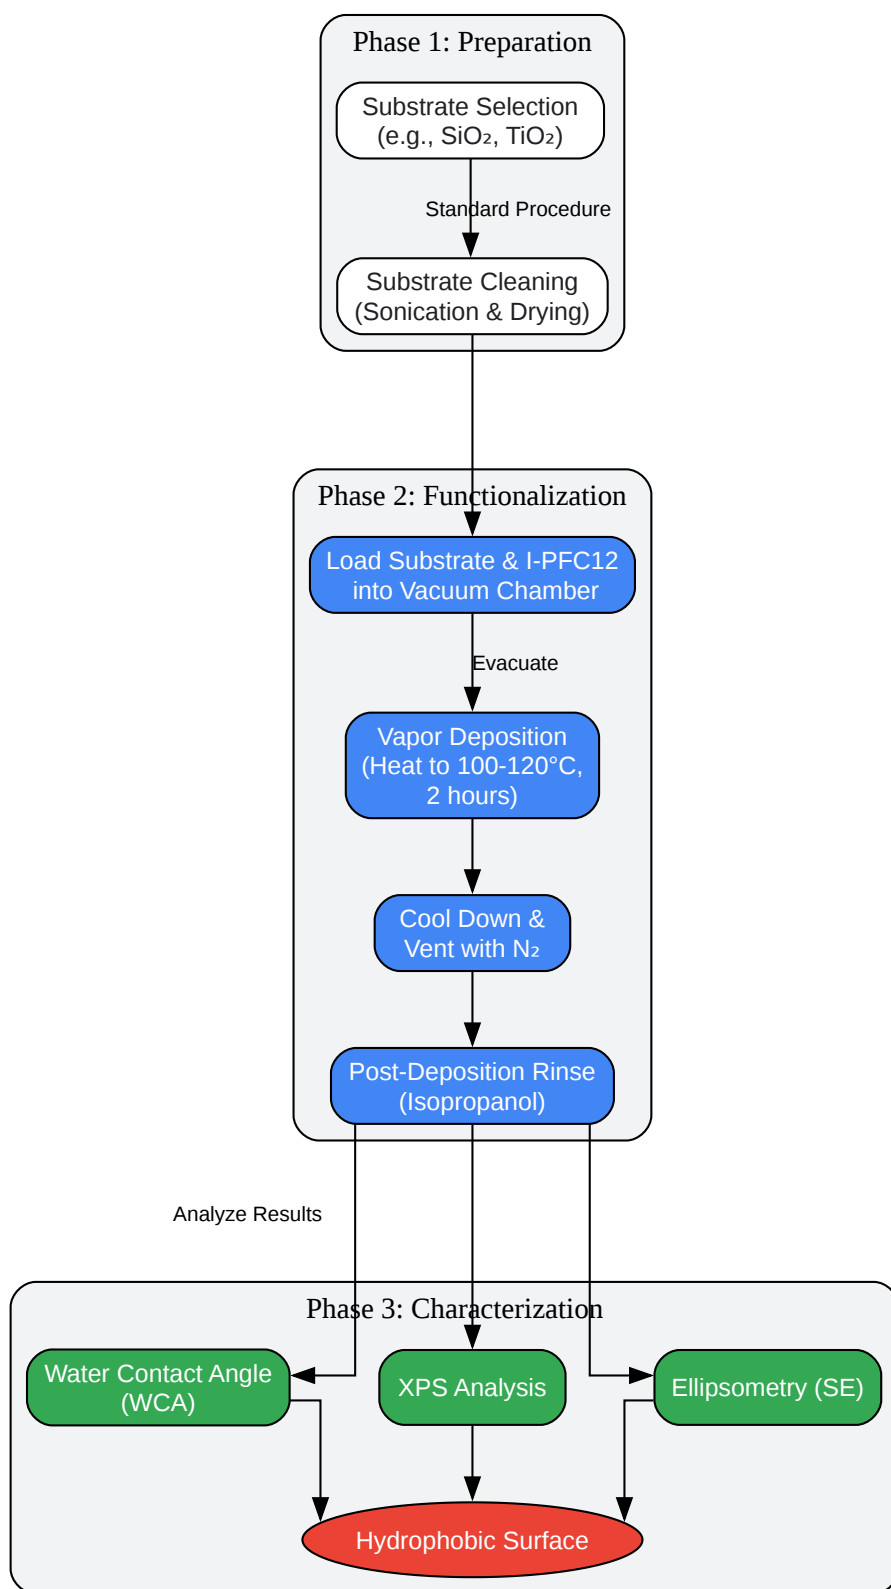 Phase 1: Preparation
Substrate Selection
(e.g., SiO₂, TiO₂)
Standard Procedure
Substrate Cleaning
(Sonication & Drying)
Phase 2: Functionalization
Load Substrate & I-PFC12
into Vacuum Chamber
Evacuate
Vapor Deposition
(Heat to 100-120°C,
2 hours)
Cool Down &
Vent with N₂
Post-Deposition Rinse
(Isopropanol)
Analyze Results
Phase 3: Characterization
Water Contact Angle
(WCA)
XPS Analysis
Ellipsometry (SE)
Hydrophobic Surface